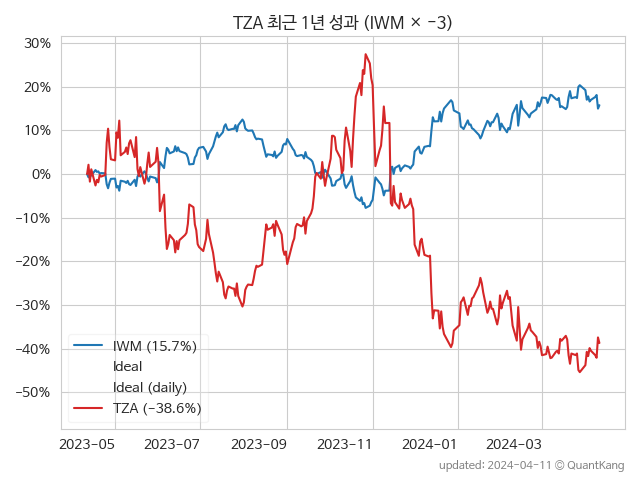 TZA 최근 1년 성과 (IWM × −3)
30%
20%
10%
0%
−10%
−20%
−30%
−40%
−50%
IWM (15.7%)
Ideal
Ideal (daily)
TZA (−38.6%)
2023−05 2023−07 2023−09 2023−11 2024−01 2024−03
updated: 2024−04−11 © QuantKang